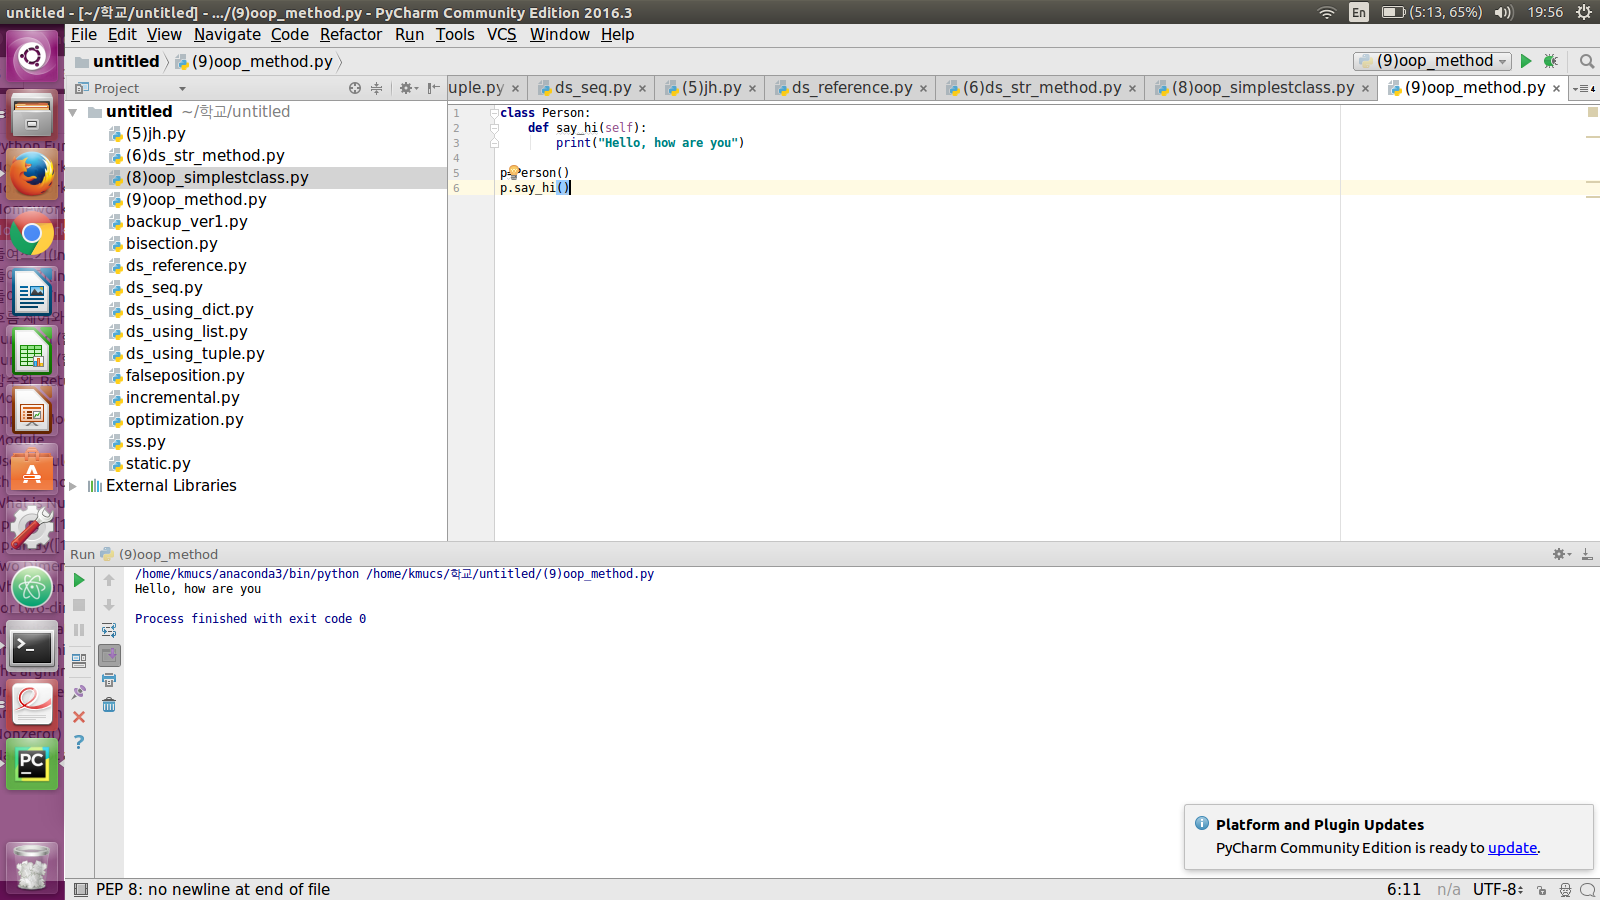 untitled - [~/학교/untitled] - .../(9)oop_method.py - PyCharm Community Edition 2016.3
En (5:13, 65%) 19:56
File Edit View Navigate Code Refactor Run Tools VCS Window Help
untitled (9)oop_method.py
(9)oop_method
Project
uple.py ds_seq.py (5)jh.py ds_reference.py (6)ds_str_method.py (8)oop_simplestclass.py (9)oop_method.py
untitled ~/학교/untitled
(5)jh.py
(6)ds_str_method.py
(8)oop_simplestclass.py
(9)oop_method.py
backup_ver1.py
bisection.py
ds_reference.py
ds_seq.py
ds_using_dict.py
ds_using_list.py
ds_using_tuple.py
falseposition.py
incremental.py
optimization.py
ss.py
static.py
External Libraries
1 class Person:
2 def say_hi(self):
3 print("Hello, how are you")
4
5 p=Person()
6 p.say_hi()
Run (9)oop_method
/home/kmucs/anaconda3/bin/python /home/kmucs/학교/untitled/(9)oop_method.py
Hello, how are you
Process finished with exit code 0
Platform and Plugin Updates
PyCharm Community Edition is ready to update.
PEP 8: no newline at end of file
6:11 n/a UTF-8